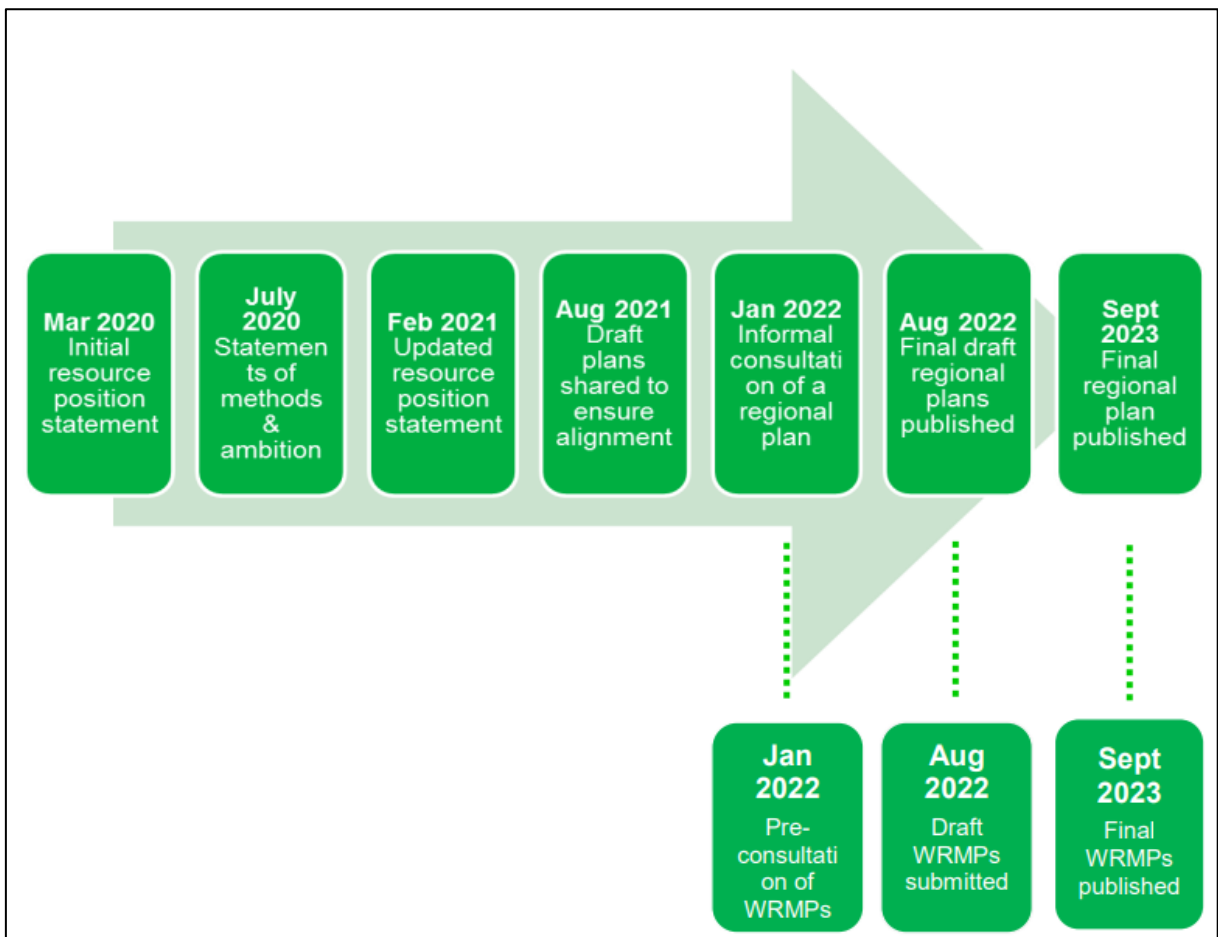 Mar 2020
Initial
resource
position
statement
July
2020
Statemen
ts of
methods
&
ambition
Feb 2021
Updated
resource
position
statement
Aug 2021
Draft
plans
shared to
ensure
alignment
Jan 2022
Informal
consultati
on of a
regional
plan
Aug 2022
Final draft
regional
plans
published
Sept
2023
Final
regional
plan
published
Jan
2022
Pre-
consultati
on of
WRMPs
Aug
2022
Draft
WRMPs
submitted
Sept
2023
Final
WRMPs
published